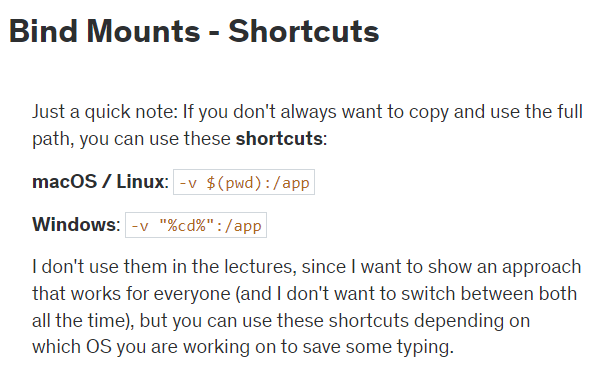 Bind Mounts - Shortcuts
Just a quick note: If you don't always want to copy and use the full
path, you can use these shortcuts:
macOS / Linux: -v $(pwd):/app
Windows: -v "%cd%":/app
I don't use them in the lectures, since I want to show an approach
that works for everyone (and I don't want to switch between both
all the time), but you can use these shortcuts depending on
which OS you are working on to save some typing.